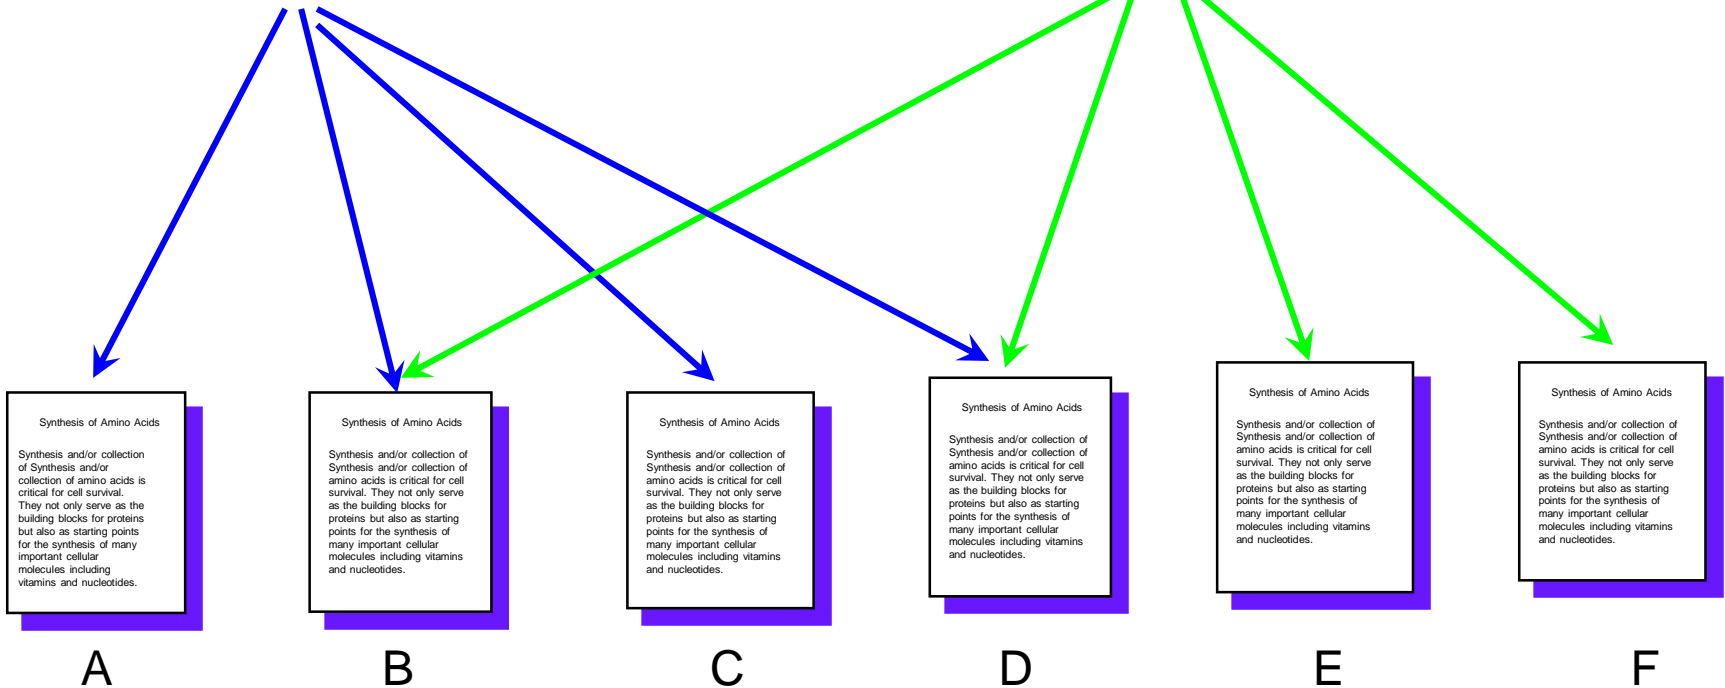 Synthesis of Amino Acids
Synthesis and/or collection
of Synthesis and/or
collection of amino acids is
critical for cell survival.
They not only serve as the
building blocks for proteins
but also as starting points
for the synthesis of many
important cellular
molecules including
vitamins and nucleotides.
A
Synthesis of Amino Acids
Synthesis and/or collection of
Synthesis and/or collection of
amino acids is critical for cell
survival. They not only serve
as the building blocks for
proteins but also as starting
points for the synthesis of
many important cellular
molecules including vitamins
and nucleotides.
B
Synthesis of Amino Acids
Synthesis and/or collection of
Synthesis and/or collection of
amino acids is critical for cell
survival. They not only serve
as the building blocks for
proteins but also as starting
points for the synthesis of
many important cellular
molecules including vitamins
and nucleotides.
C
Synthesis of Amino Acids
Synthesis and/or collection of
Synthesis and/or collection of
amino acids is critical for cell
survival. They not only serve
as the building blocks for
proteins but also as starting
points for the synthesis of
many important cellular
molecules including vitamins
and nucleotides.
D
Synthesis of Amino Acids
Synthesis and/or collection of
Synthesis and/or collection of
amino acids is critical for cell
survival. They not only serve
as the building blocks for
proteins but also as starting
points for the synthesis of
many important cellular
molecules including vitamins
and nucleotides.
E
Synthesis of Amino Acids
Synthesis and/or collection of
Synthesis and/or collection of
amino acids is critical for cell
survival. They not only serve
as the building blocks for
proteins but also as starting
points for the synthesis of
many important cellular
molecules including vitamins
and nucleotides.
F